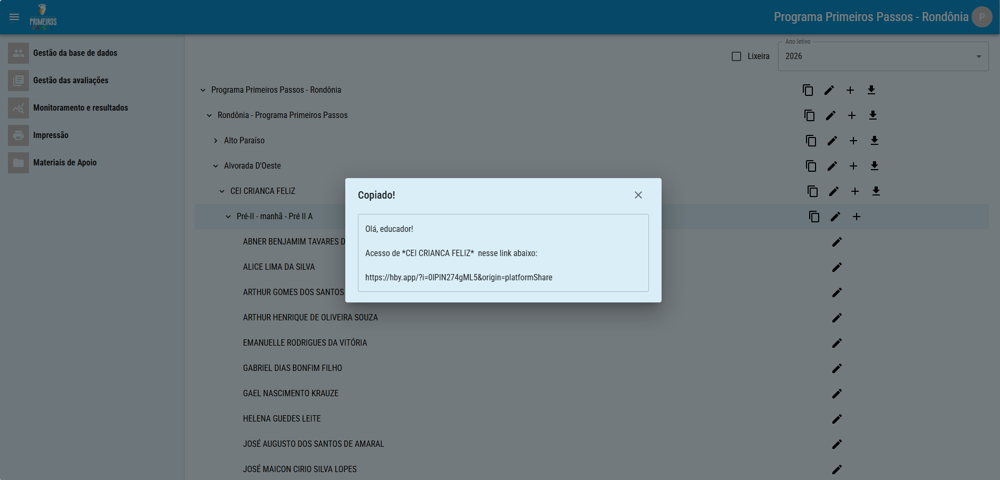 PRIMEIROS
Programa Primeiros Passos - Rondônia
P
Gestão da base de dados
Gestão das avaliações
Monitoramento e resultados
Impressão
Materiais de Apoio
Lixeira
Ano letivo
2026
Programa Primeiros Passos - Rondônia
Rondônia - Programa Primeiros Passos
Alto Paraíso
Alvorada D'Oeste
CEI CRIANCA FELIZ
Pré-II - manhã - Pré II A
ABNER BENJAMIM TAVARES D
ALICE LIMA DA SILVA
ARTHUR GOMES DOS SANTOS
ARTHUR HENRIQUE DE OLIVEIRA SOUZA
EMANUELLE RODRIGUES DA VITÓRIA
GABRIEL DIAS BONFIM FILHO
GAEL NASCIMENTO KRAUZE
HELENA GUEDES LEITE
JOSÉ AUGUSTO DOS SANTOS DE AMARAL
JOSÉ MAICON CIRIO SILVA LOPES
Copiado!
Olá, educador!
Acesso de *CEI CRIANCA FELIZ*  nesse link abaixo:
https://hby.app/?i=0lPlN274gML5&origin=platformShare